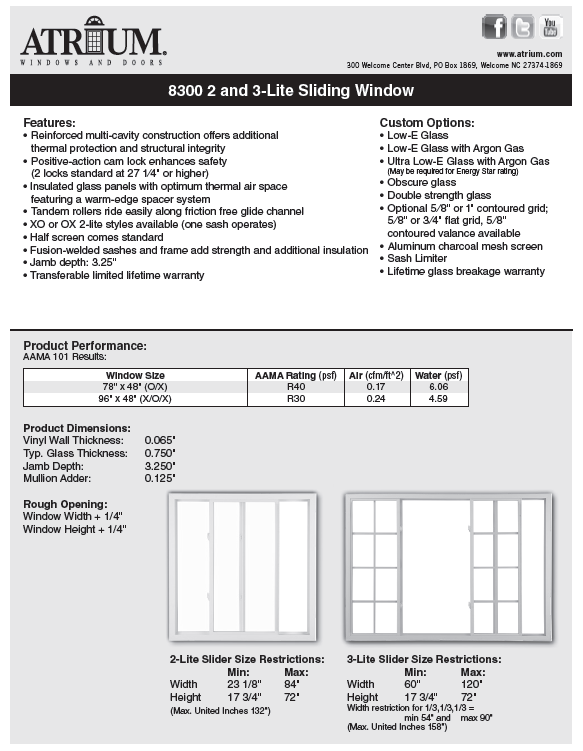 ATRIUM.
WINDOWS AND DOORS
f t You Tube
www.atrium.com
300 Welcome Center Blvd, PO Box 1869, Welcome NC 27374-1869
8300 2 and 3-Lite Sliding Window
Features:
• Reinforced multi-cavity construction offers additional
thermal protection and structural integrity
• Positive-action cam lock enhances safety
(2 locks standard at 27 1/4" or higher)
• Insulated glass panels with optimum thermal air space
featuring a warm-edge spacer system
• Tandem rollers ride easily along friction free glide channel
• XO or OX 2-lite styles available (one sash operates)
• Half screen comes standard
• Fusion-welded sashes and frame add strength and additional insulation
• Jamb depth: 3.25"
• Transferable limited lifetime warranty
Custom Options:
• Low-E Glass
• Low-E Glass with Argon Gas
• Ultra Low-E Glass with Argon Gas
(May be required for Energy Star rating)
• Obscure glass
• Double strength glass
• Optional 5/8" or 1" contoured grid;
5/8" or 3/4" flat grid, 5/8"
contoured valance available
• Aluminum charcoal mesh screen
• Sash Limiter
• Lifetime glass breakage warranty
Product Performance:
AAMA 101 Results:
Window Size AAMA Rating (psf) Air (cfm/ft^2) Water (psf)
78" x 48" (O/X) R40 0.17 6.06
96" x 48" (X/O/X) R30 0.24 4.59
Product Dimensions:
Vinyl Wall Thickness: 0.065"
Typ. Glass Thickness: 0.750"
Jamb Depth: 3.250"
Mullion Adder: 0.125"
Rough Opening:
Window Width + 1/4"
Window Height + 1/4"
2-Lite Slider Size Restrictions:
Min: Max:
Width 23 1/8" 84"
Height 17 3/4" 72"
(Max. United Inches 132")
3-Lite Slider Size Restrictions:
Min: Max:
Width 60" 120"
Height 17 3/4" 72"
Width restriction for 1/3,1/3,1/3 =
min 54" and max 90"
(Max. United Inches 158")